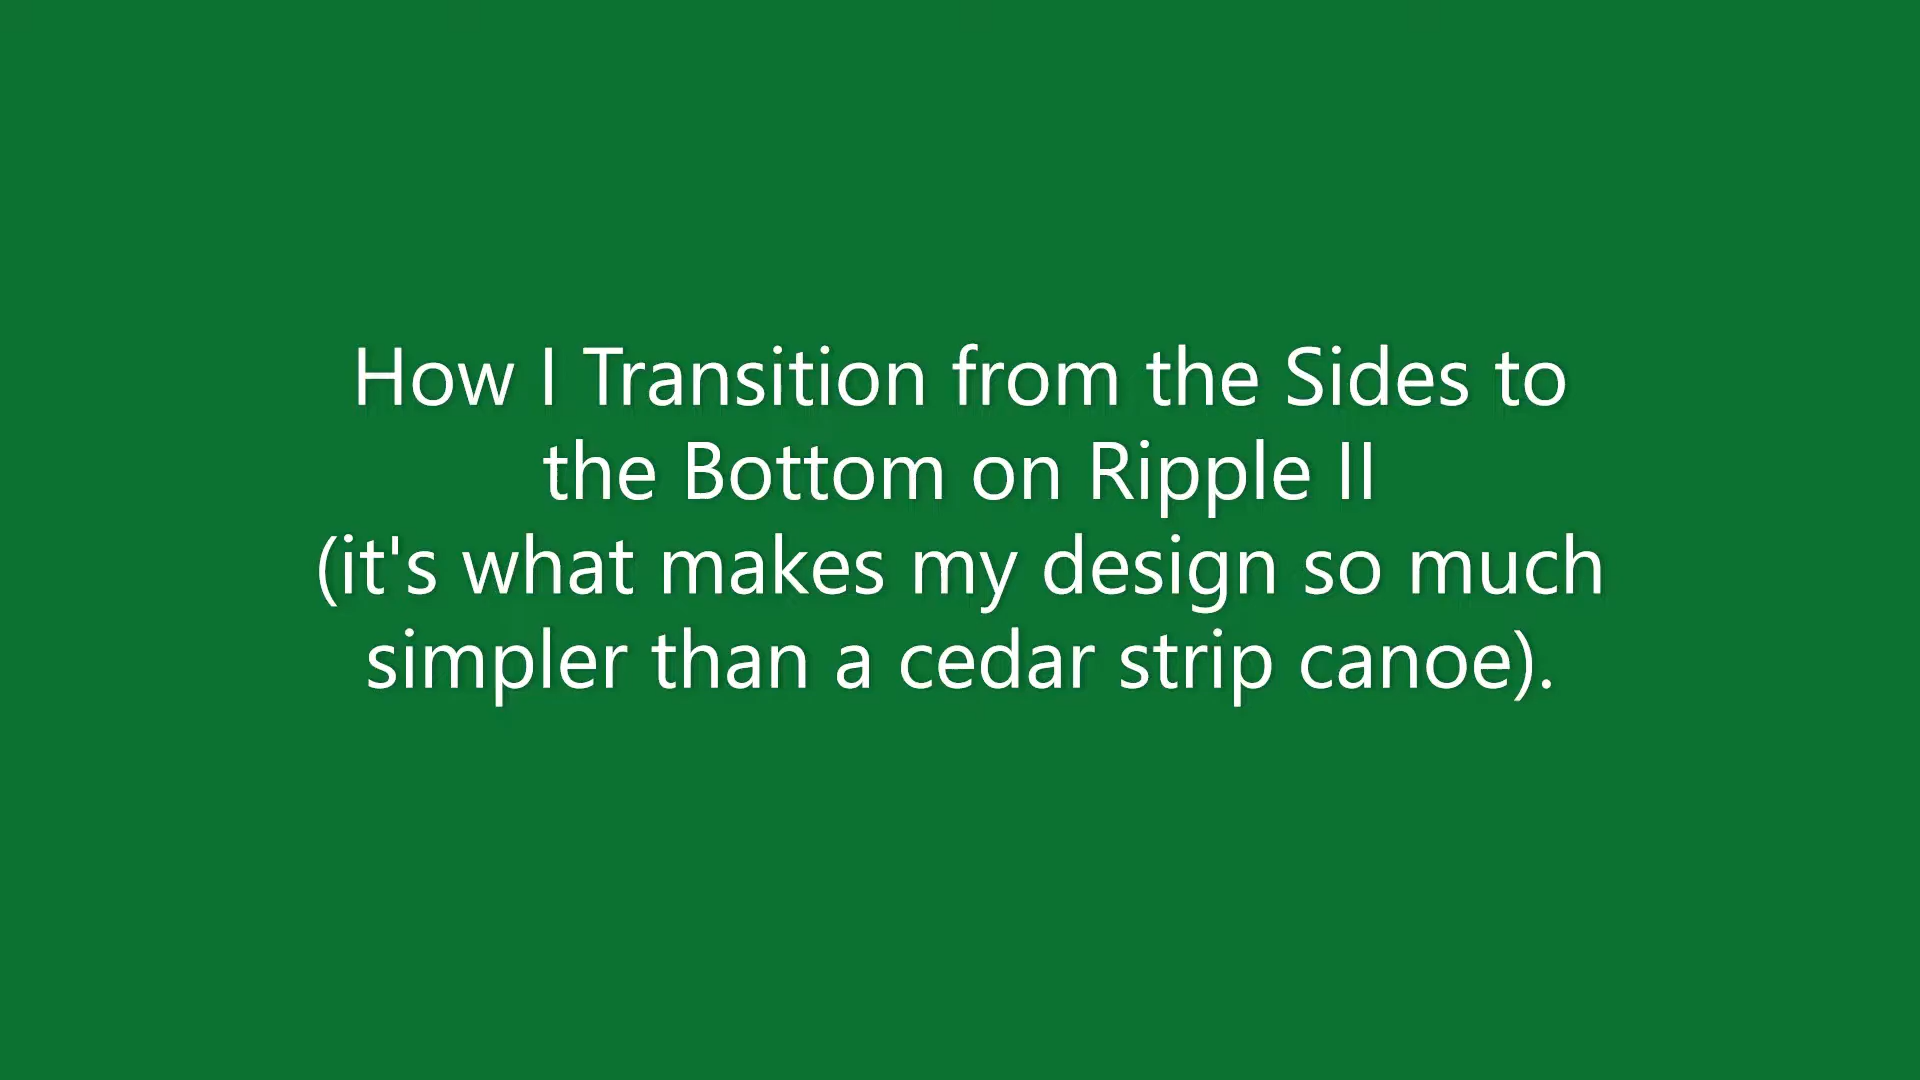 How I Transition from the Sides to
the Bottom on Ripple II
(it's what makes my design so much
simpler than a cedar strip canoe).